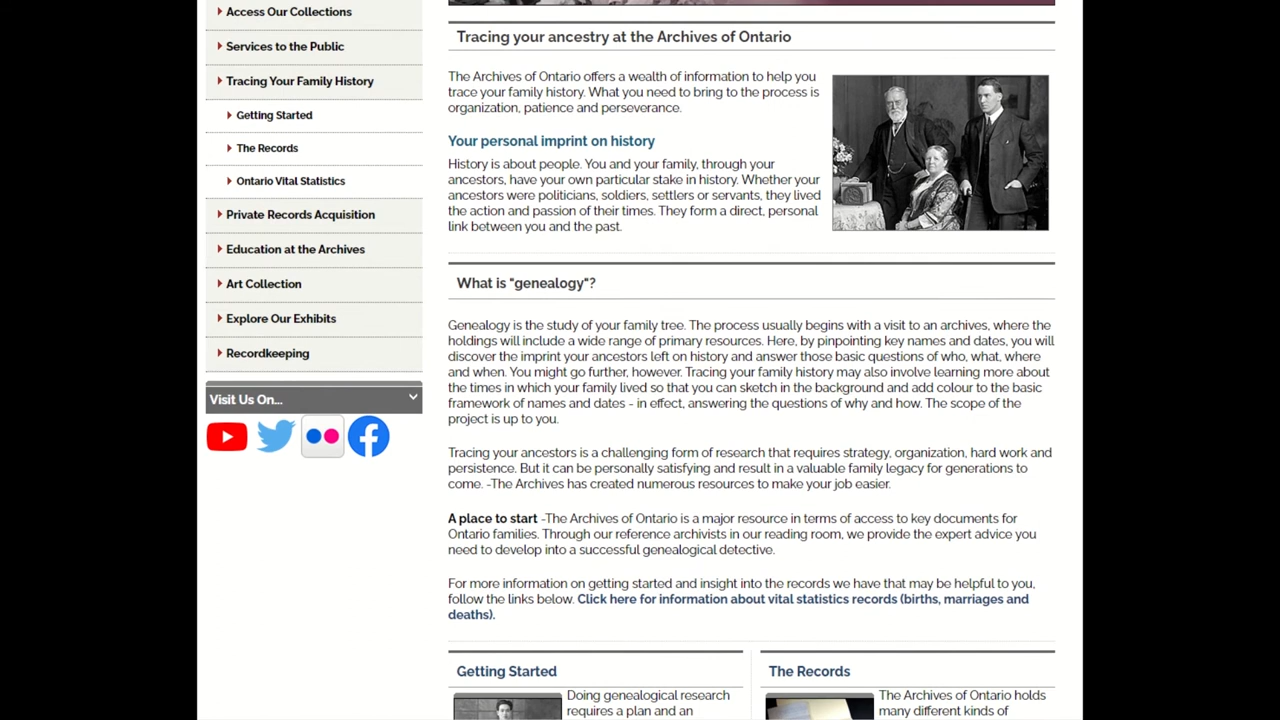 Access Our Collections
Services to the Public
Tracing Your Family History
Getting Started
The Records
Ontario Vital Statistics
Private Records Acquisition
Education at the Archives
Art Collection
Explore Our Exhibits
Recordkeeping
Visit Us On...
Tracing your ancestry at the Archives of Ontario
The Archives of Ontario offers a wealth of information to help you
trace your family history. What you need to bring to the process is
organization, patience and perseverance.
Your personal imprint on history
History is about people. You and your family, through your
ancestors, have your own particular stake in history. Whether your
ancestors were politicians, soldiers, settlers or servants, they lived
the action and passion of their times. They form a direct, personal
link between you and the past.
What is "genealogy"?
Genealogy is the study of your family tree. The process usually begins with a visit to an archives, where the
holdings will include a wide range of primary resources. Here, by pinpointing key names and dates, you will
discover the imprint your ancestors left on history and answer those basic questions of who, what, where
and when. You might go further, however. Tracing your family history may also involve learning more about
the times in which your family lived so that you can sketch in the background and add colour to the basic
framework of names and dates - in effect, answering the questions of why and how. The scope of the
project is up to you.
Tracing your ancestors is a challenging form of research that requires strategy, organization, hard work and
persistence. But it can be personally satisfying and result in a valuable family legacy for generations to
come. -The Archives has created numerous resources to make your job easier.
A place to start -The Archives of Ontario is a major resource in terms of access to key documents for
Ontario families. Through our reference archivists in our reading room, we provide the expert advice you
need to develop into a successful genealogical detective.
For more information on getting started and insight into the records we have that may be helpful to you,
follow the links below. Click here for information about vital statistics records (births, marriages and
deaths).
Getting Started
Doing genealogical research
requires a plan and an
The Records
The Archives of Ontario holds
many different kinds of